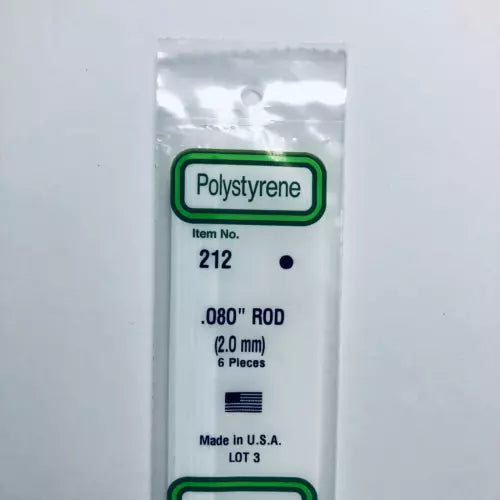 Polystyrene
Item No.
212
.080" ROD
(2.0 mm)
6 Pieces
Made in U.S.A.
LOT 3